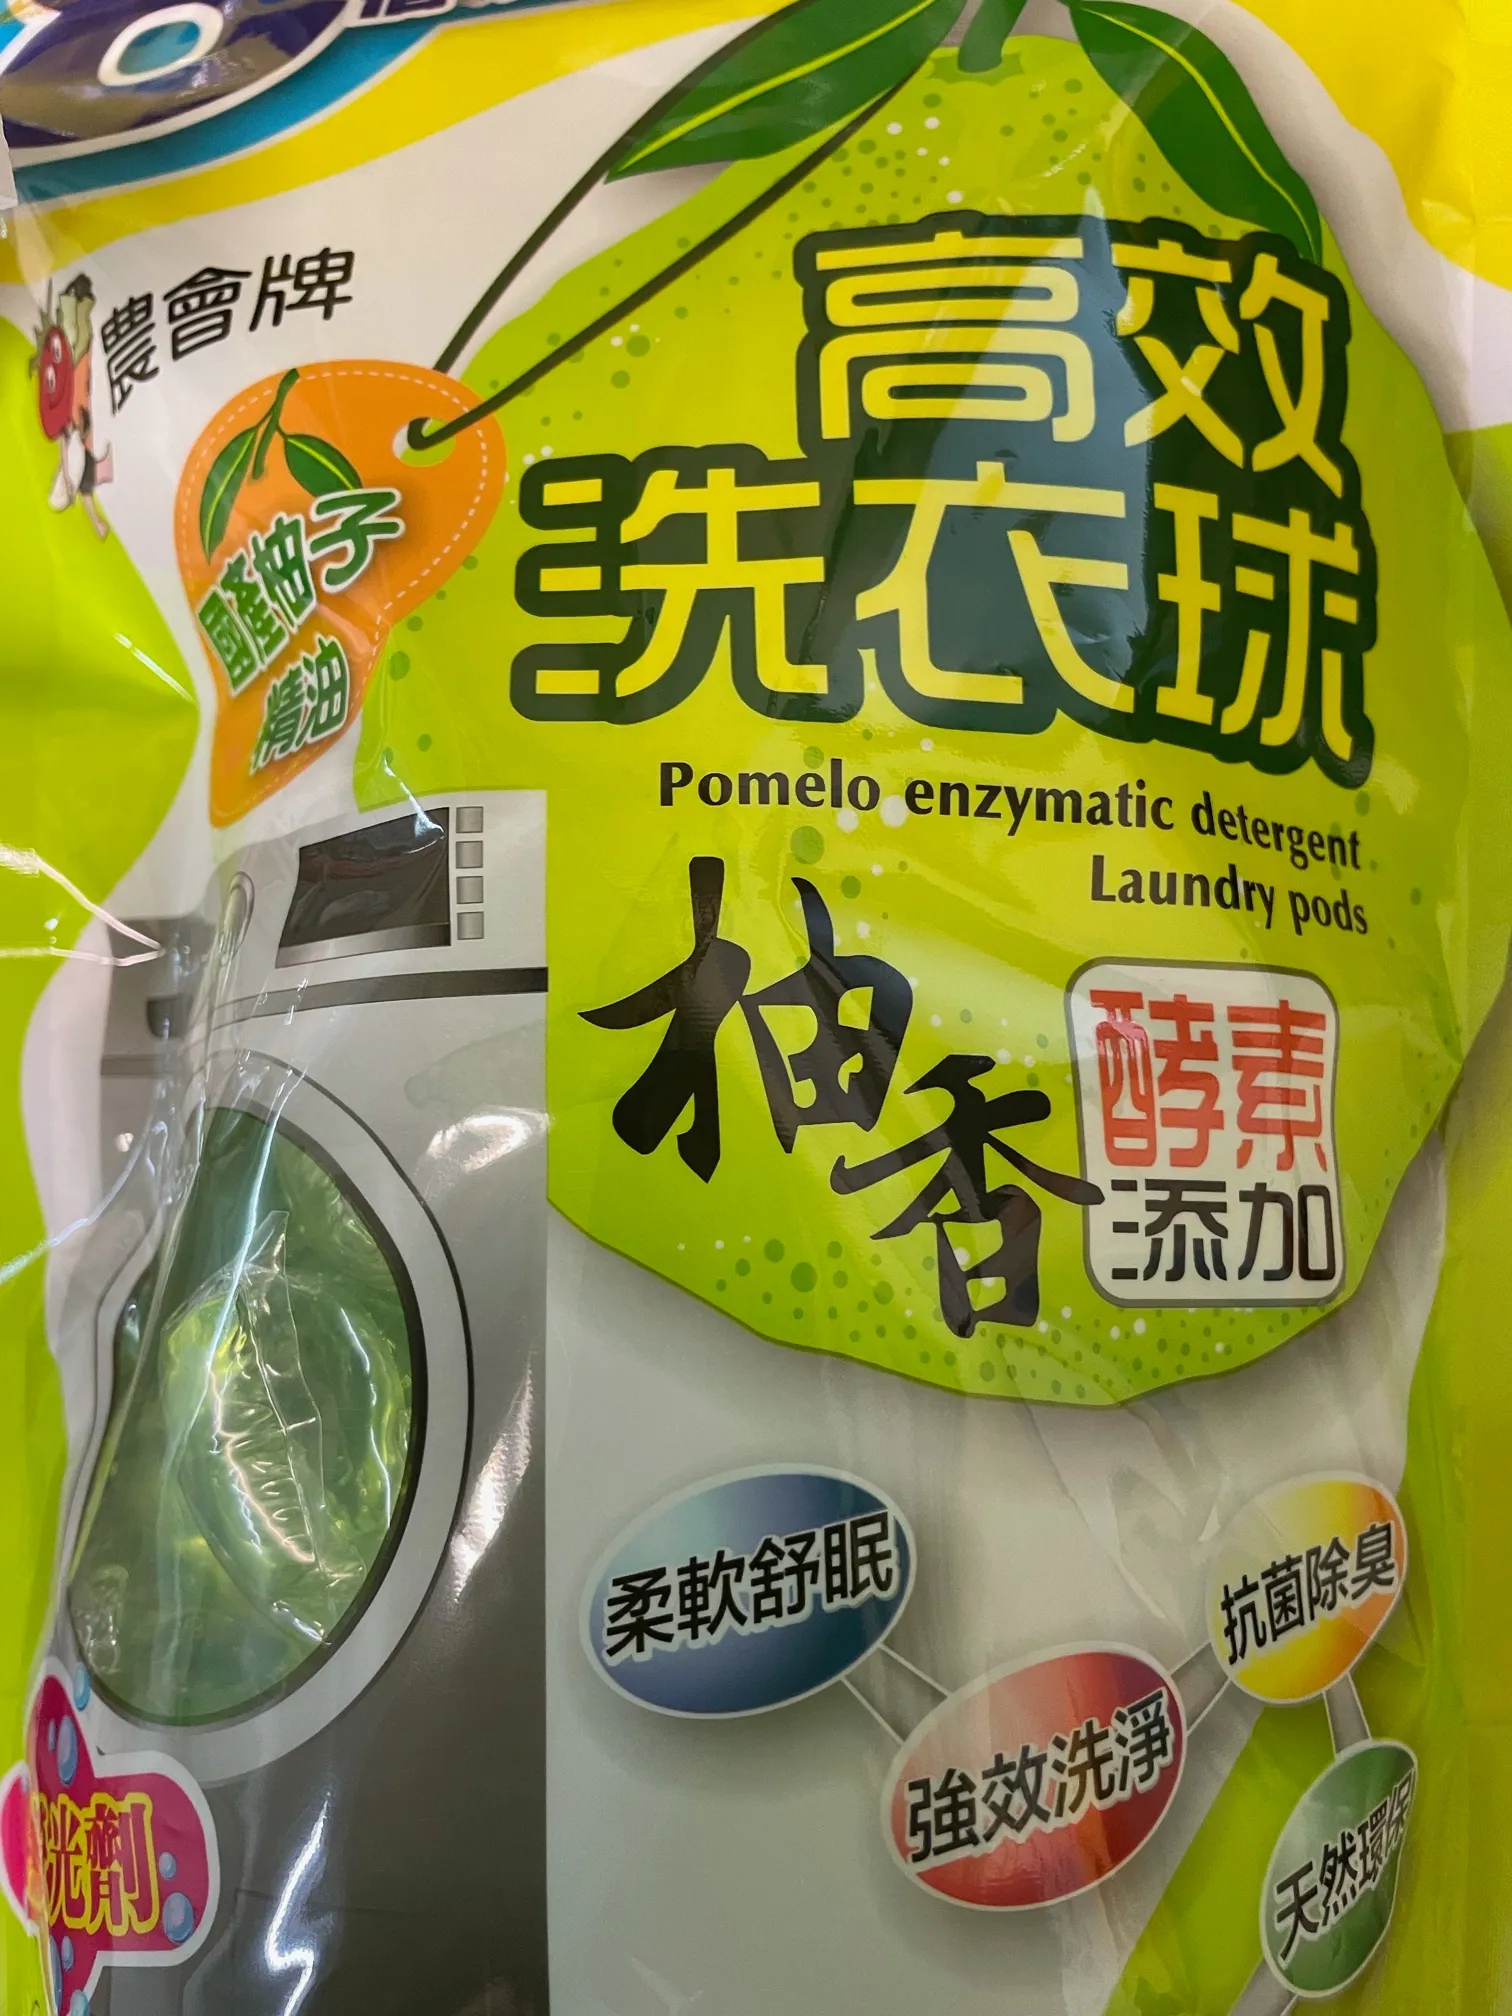 農會牌
國產柚子
精油
高效
洗衣球
Pomelo enzymatic detergent
Laundry pods
柚香
酵素
添加
柔軟舒眠
抗菌除臭
強效洗淨
天然環保
光劑